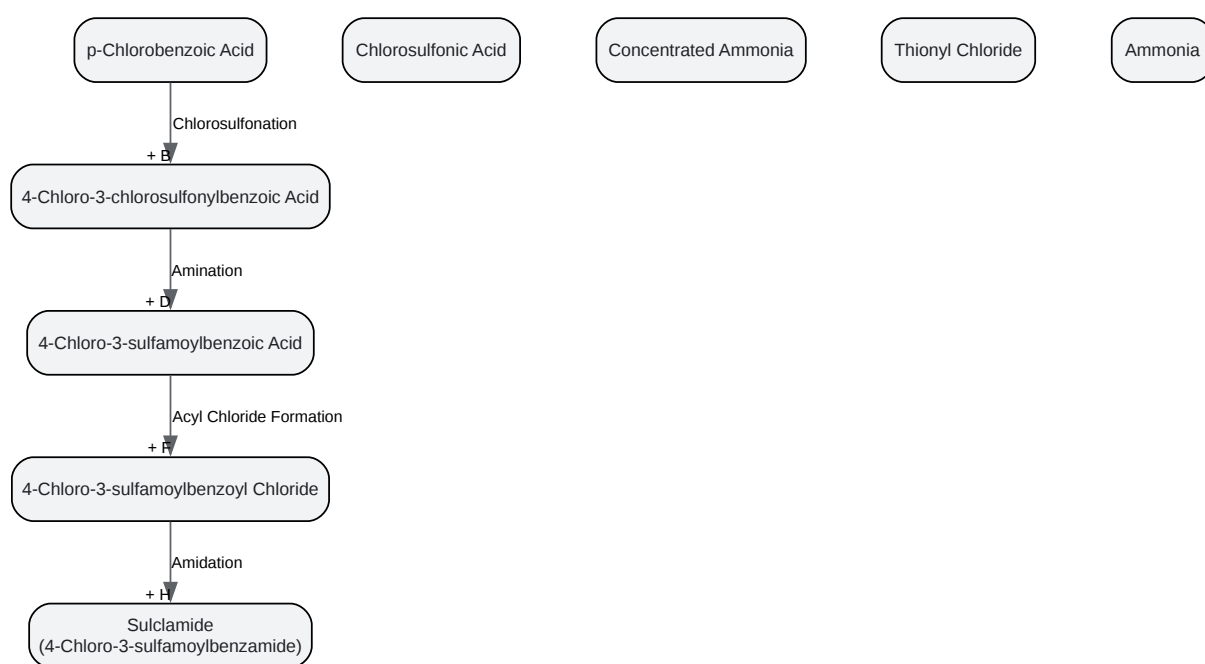 p-Chlorobenzoic Acid
Chlorosulfonic Acid
Concentrated Ammonia
Thionyl Chloride
Ammonia
Chlorosulfonation
+ B
4-Chloro-3-chlorosulfonylbenzoic Acid
Amination
+ D
4-Chloro-3-sulfamoylbenzoic Acid
Acyl Chloride Formation
+ F
4-Chloro-3-sulfamoylbenzoyl Chloride
Amidation
+ H
Sulclamide
(4-Chloro-3-sulfamoylbenzamide)